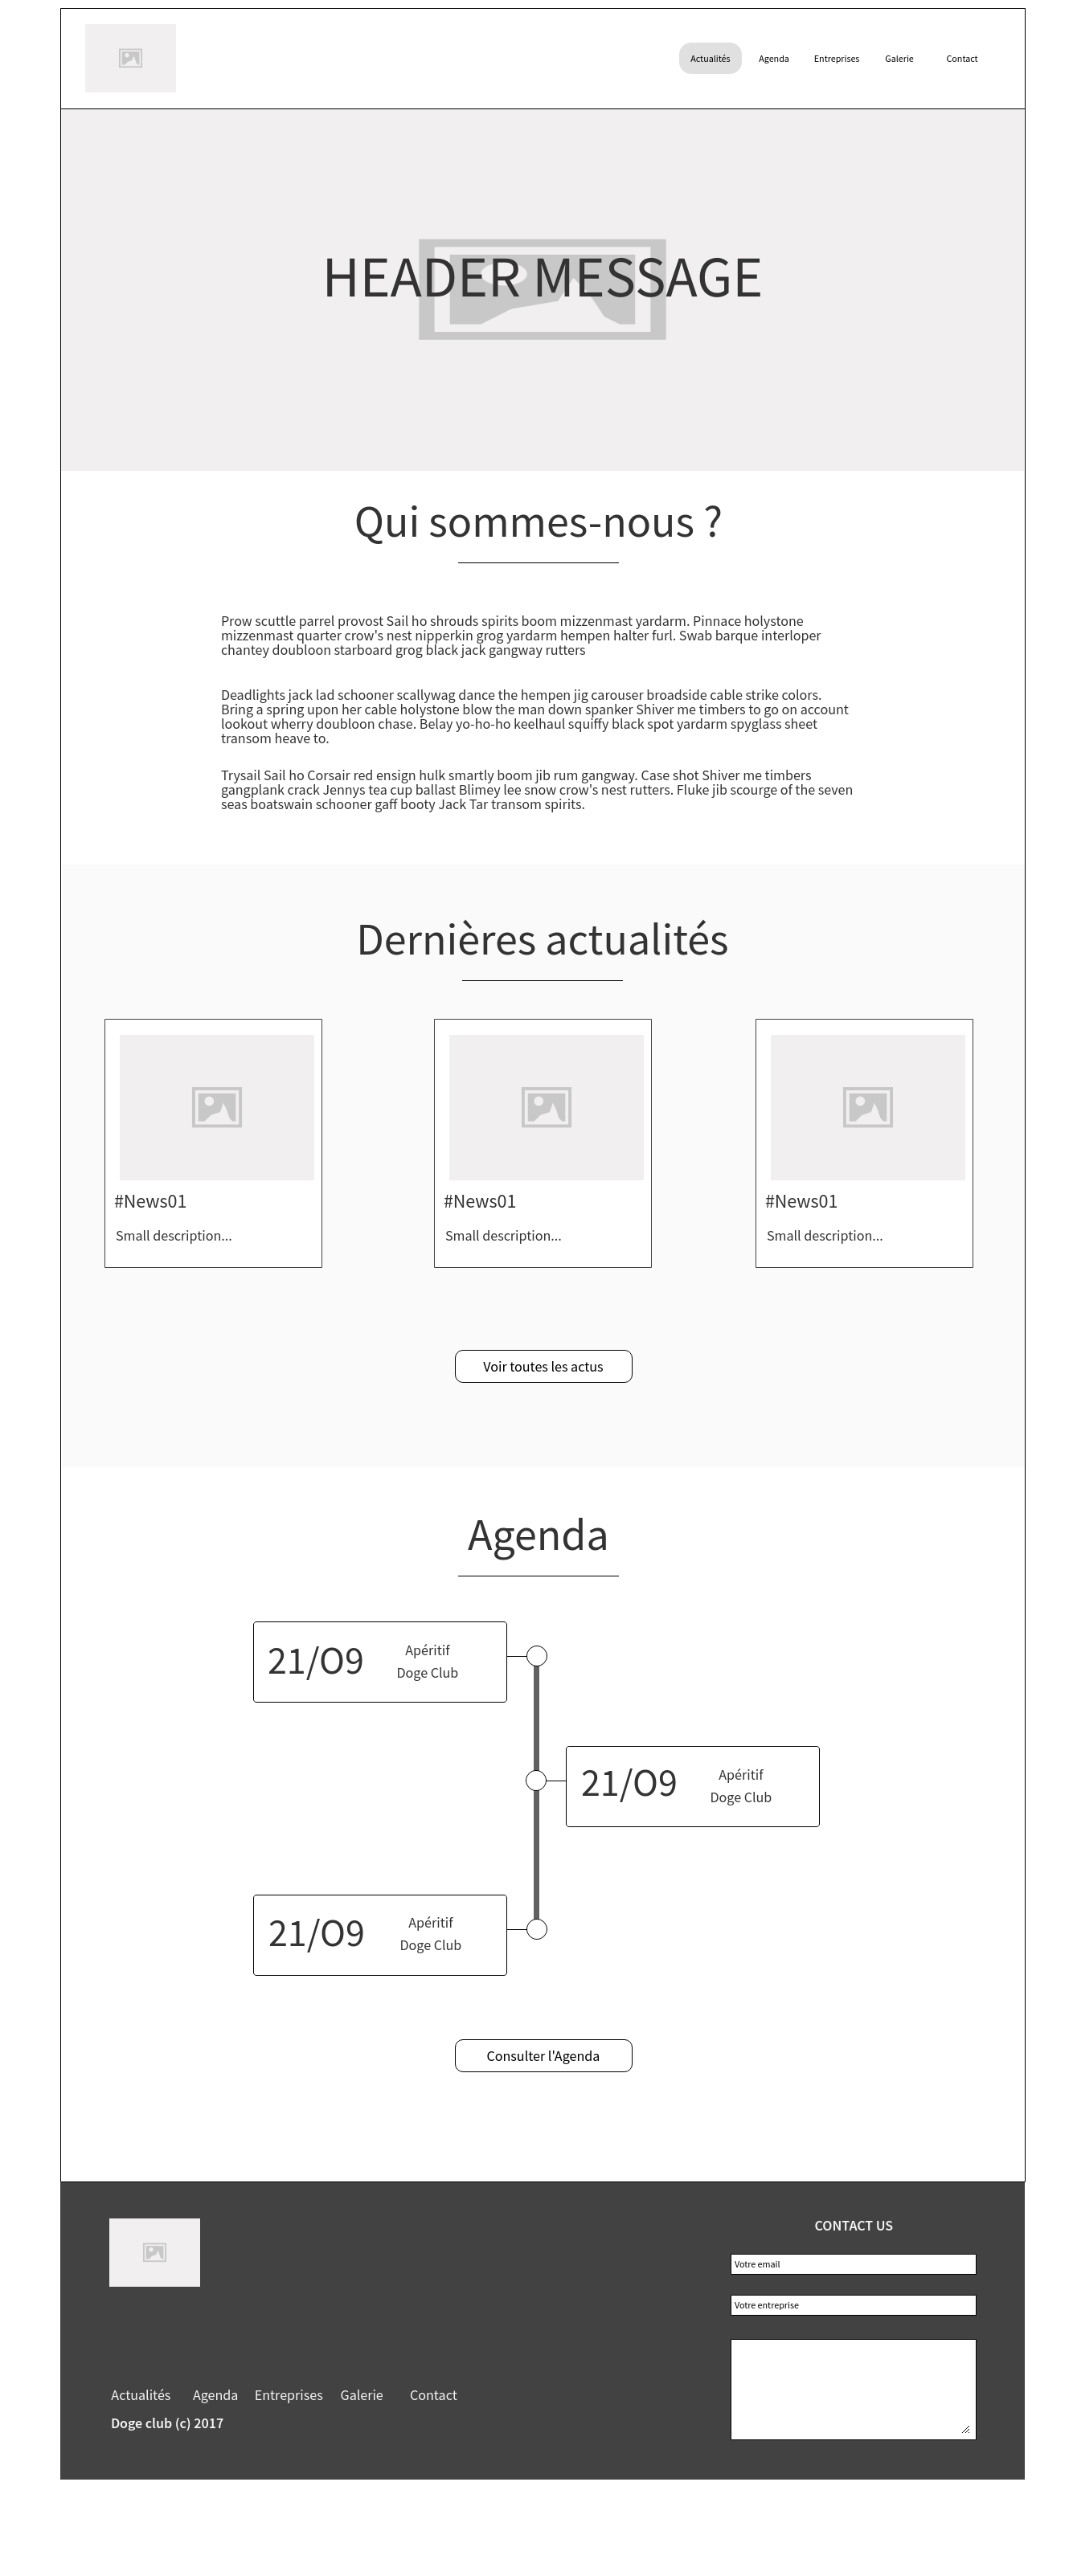 Actualités Agenda Entreprises Galerie Contact
HEADER MESSAGE
Qui sommes-nous ?
Prow scuttle parrel provost Sail ho shrouds spirits boom mizzenmast yardarm. Pinnace holystone
mizzenmast quarter crow's nest nipperkin grog yardarm hempen halter furl. Swab barque interloper
chantey doubloon starboard grog black jack gangway rutters
Deadlights jack lad schooner scallywag dance the hempen jig carouser broadside cable strike colors.
Bring a spring upon her cable holystone blow the man down spanker Shiver me timbers to go on account
lookout wherry doubloon chase. Belay yo-ho-ho keelhaul squiffy black spot yardarm spyglass sheet
transom heave to.
Trysail Sail ho Corsair red ensign hulk smartly boom jib rum gangway. Case shot Shiver me timbers
gangplank crack Jennys tea cup ballast Blimey lee snow crow's nest rutters. Fluke jib scourge of the seven
seas boatswain schooner gaff booty Jack Tar transom spirits.
Dernières actualités
#News01
Small description...
#News01
Small description...
#News01
Small description...
Voir toutes les actus
Agenda
21/O9
Apéritif
Doge Club
21/O9
Apéritif
Doge Club
21/O9
Apéritif
Doge Club
Consulter l'Agenda
CONTACT US
Votre email
Votre entreprise
Actualités Agenda Entreprises Galerie Contact
Doge club (c) 2017